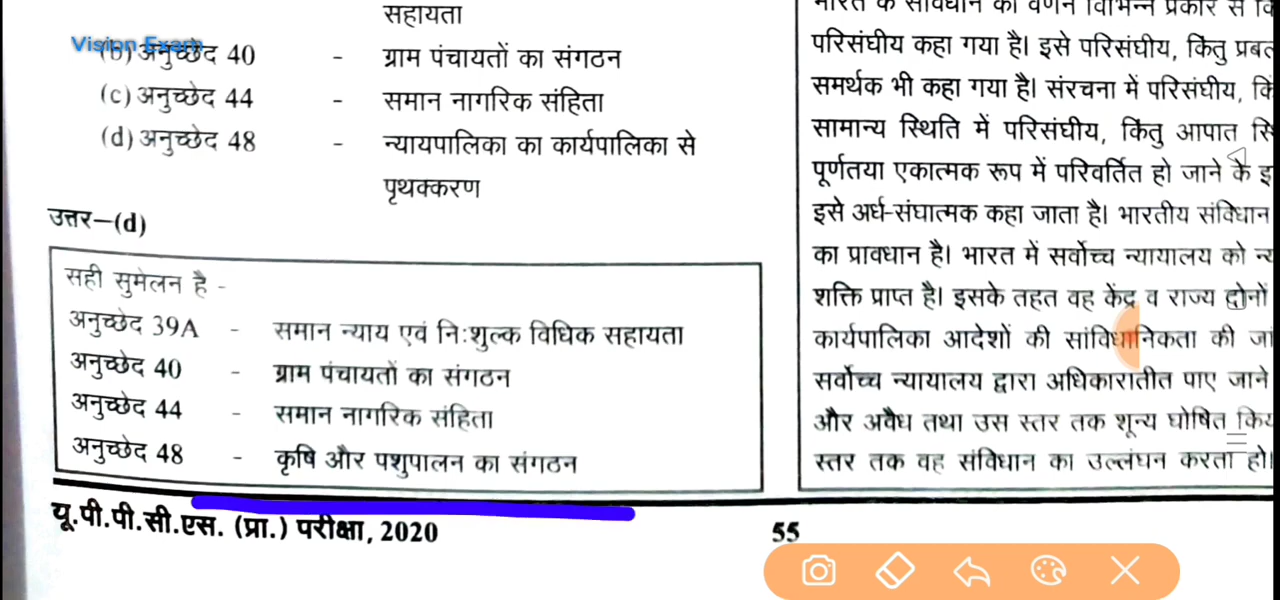 सहायता
Vision Exam
(b) अनुच्छेद 40 - ग्राम पंचायतों का संगठन
(c) अनुच्छेद 44 - समान नागरिक संहिता
(d) अनुच्छेद 48 - न्यायपालिका का कार्यपालिका से
पृथक्करण
उत्तर—(d)
सही सुमेलन है -
अनुच्छेद 39A - समान न्याय एवं नि:शुल्क विधिक सहायता
अनुच्छेद 40 - ग्राम पंचायतों का संगठन
अनुच्छेद 44 - समान नागरिक संहिता
अनुच्छेद 48 - कृषि और पशुपालन का संगठन
यू.पी.पी.सी.एस. (प्रा.) परीक्षा, 2020
55
भारत के संविधान का वर्णन विभिन्न प्रकार से
परिसंघीय कहा गया है। इसे परिसंघीय, किंतु
समर्थक भी कहा गया है। संरचना में परिसंघीय,
सामान्य स्थिति में परिसंघीय, किंतु आपात
पूर्णतया एकात्मक रूप में परिवर्तित हो जाने के
इसे अर्ध-संघात्मक कहा जाता है। भारतीय संविधान
का प्रावधान है। भारत में सर्वोच्च न्यायालय को
शक्ति प्राप्त है। इसके तहत वह केंद्र व राज्य दोनों
कार्यपालिका आदेशों की सांविधानिकता की
सर्वोच्च न्यायालय द्वारा अधिकारातीत पाए जाने
और अवैध तथा उस स्तर तक शून्य घोषित
स्तर तक वह संविधान का उल्लंघन करता हो।